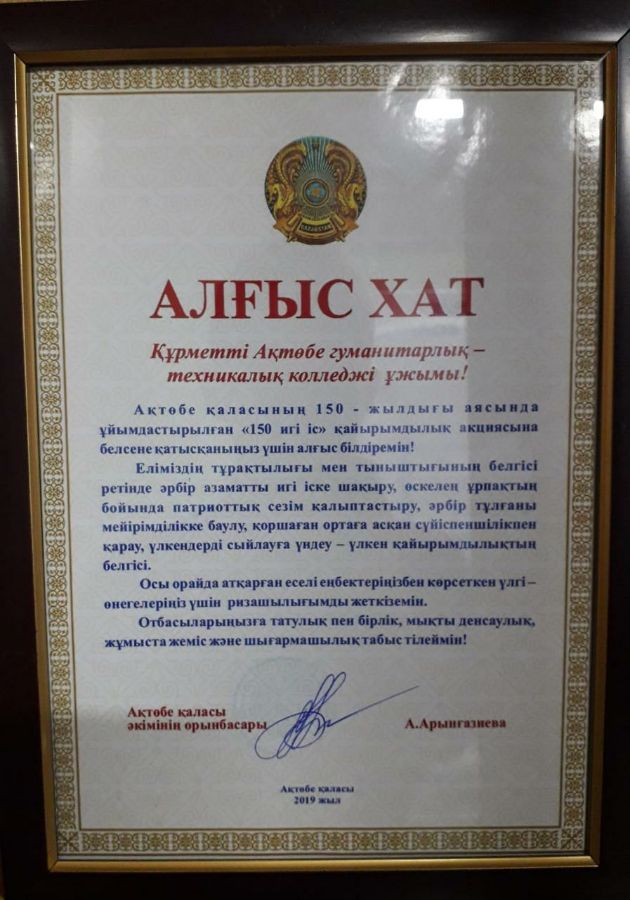 QAZAQSTAN
АЛҒЫС ХАТ
Құрметті Ақтөбе гуманитарлық –
техникалық колледжі ұжымы!
Ақтөбе қаласының 150 - жылдығы аясында
ұйымдастырылған «150 игі іс» қайырымдылық акциясына
белсене қатысқаныңыз үшін алғыс білдіремін!
Еліміздің тұрақтылығы мен тыныштығының белгісі
ретінде әрбір азаматты игі іске шақыру, өскелең ұрпақтың
бойында патриоттық сезім қалыптастыру, әрбір тұлғаны
мейірімділікке баулу, қоршаған ортаға асқан сүйіспеншілікпен
қарау, үлкендерді сыйлауға үндеу – үлкен қайырымдылықтың
белгісі.
Осы орайда атқарған еселі еңбектеріңізбен көрсеткен үлгі –
өнегелеріңіз үшін ризашылығымды жеткіземін.
Отбасыларыңызға татулық пен бірлік, мықты денсаулық,
жұмыста жеміс және шығармашылық табыс тілеймін!
Ақтөбе қаласы
әкімінің орынбасары
А.Арынғазиева
Ақтөбе қаласы
2019 жыл